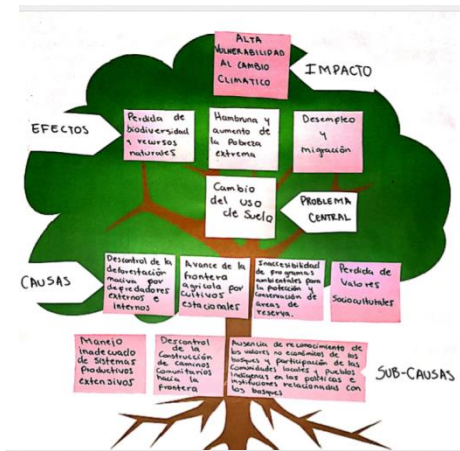 ALTA
VULNERABILIDAD
AL CAMBIO
CLIMATICO
IMPACTO
EFECTOS
Perdida de
biodiversidad
y recursos
naturales
Hambruna y
aumento de
la Pobreza
extrema
Desempleo
y
migración
Cambio
del uso
de Suelo
PROBLEMA
CENTRAL
CAUSAS
Descontrol de la
deforestación
masiva por
depredadores
externos e
internos
Avance de la
frontera
agricola por
cultivos
estacionales
Inaccesibilidad
de programas
ambientales para
la protección y
conservación de
áreas de
reserva.
Perdida de
Valores
Socioculturales
Manejo
inadecuado
de Sistemas
Productivos
extensivos
Descontrol
de la
Construcción
de caminos
Comunitarios
hacia la
frontera
Ausencia de reconocimiento de
los valores no económicos de los
bosques y participación de las
Comunidades locales y pueblos
indigenas en las politicas e
instituciones relacionadas con
los bosques
SUB-CAUSAS